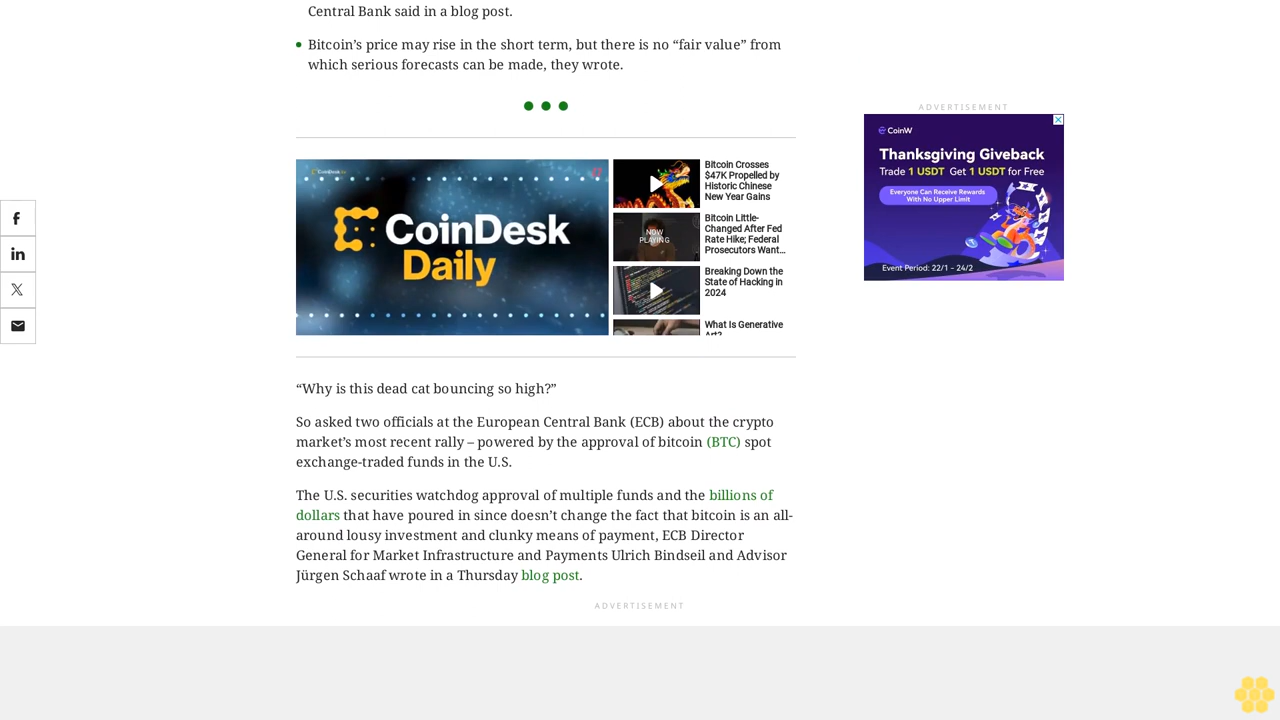 Central Bank said in a blog post.
Bitcoin’s price may rise in the short term, but there is no “fair value” from
which serious forecasts can be made, they wrote.
ADVERTISEMENT
CoinW
Thanksgiving Giveback
Trade 1 USDT Get 1 USDT for Free
Everyone Can Receive Rewards
With No Upper Limit
Event Period: 22/1 - 24/2
CoinDesk
Daily
Bitcoin Crosses
$47K Propelled by
Historic Chinese
New Year Gains
NOW
PLAYING
Bitcoin Little-
Changed After Fed
Rate Hike; Federal
Prosecutors Want...
Breaking Down the
State of Hacking in
2024
What Is Generative
Art?
“Why is this dead cat bouncing so high?”
So asked two officials at the European Central Bank (ECB) about the crypto
market’s most recent rally – powered by the approval of bitcoin (BTC) spot
exchange-traded funds in the U.S.
The U.S. securities watchdog approval of multiple funds and the billions of
dollars that have poured in since doesn’t change the fact that bitcoin is an all-
around lousy investment and clunky means of payment, ECB Director
General for Market Infrastructure and Payments Ulrich Bindseil and Advisor
Jürgen Schaaf wrote in a Thursday blog post.
ADVERTISEMENT